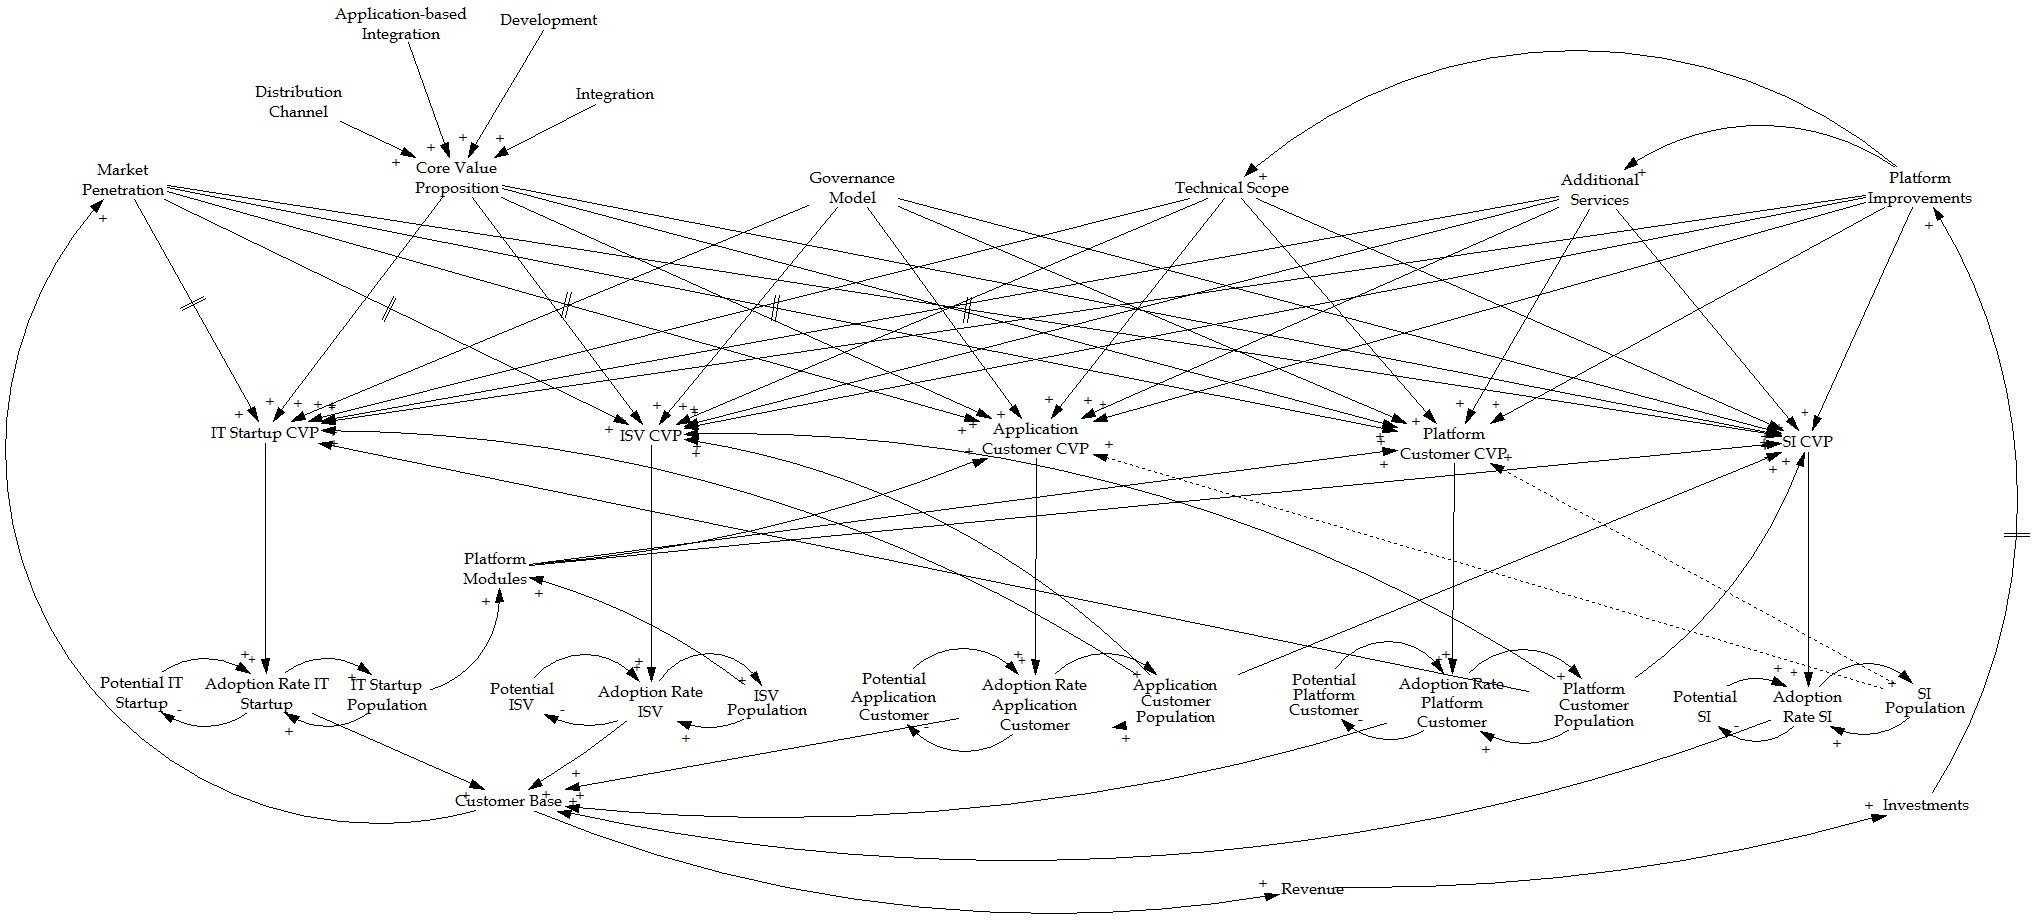 Application-based
Integration
Development
Distribution
Channel
Integration
Market
Penetration
Core Value
Proposition
Governance
Model
Technical Scope
Additional
Services
Platform
Improvements
IT Startup CVP
ISV CVP
Application
Customer CVP
Platform
Customer CVP
SI CVP
Platform
Modules
Potential IT
Startup
Adoption Rate IT
Startup
IT Startup
Population
Potential
ISV
Adoption Rate
ISV
ISV
Population
Potential
Application
Customer
Adoption Rate
Application
Customer
Application
Customer
Population
Potential
Platform
Customer
Adoption Rate
Platform
Customer
Platform
Customer
Population
Potential
SI
Adoption
Rate SI
SI
Population
Customer Base
Investments
Revenue